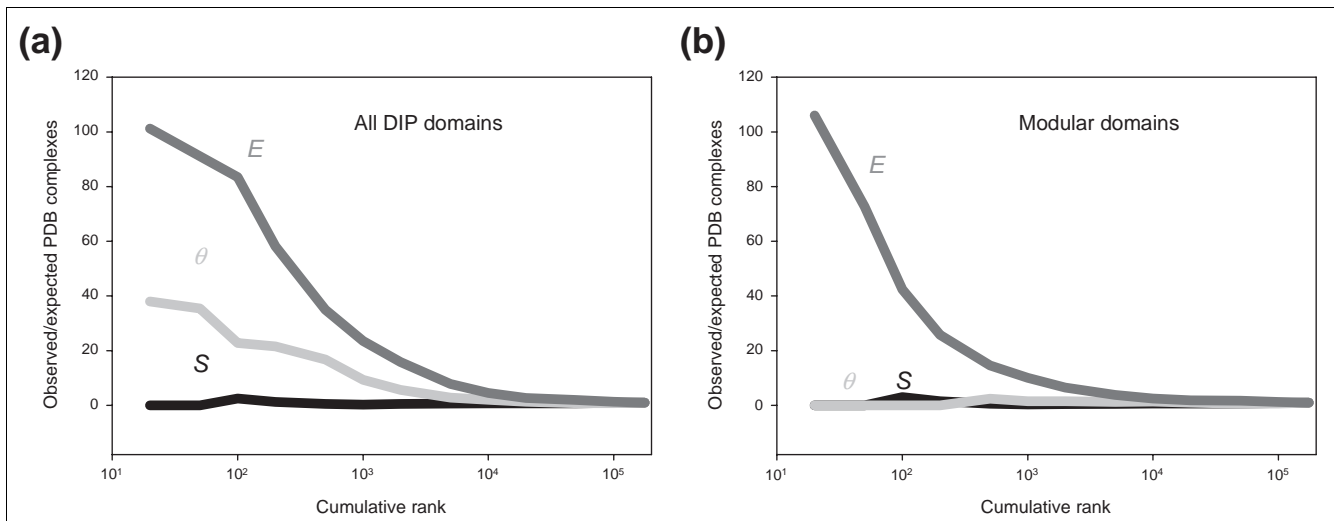 (a)
All DIP domains
E
θ
S
Observed/expected PDB complexes
120
100
80
60
40
20
0
10¹ 10² 10³ 10⁴ 10⁵
Cumulative rank
(b)
Modular domains
E
θ
S
Observed/expected PDB complexes
120
100
80
60
40
20
0
10¹ 10² 10³ 10⁴ 10⁵
Cumulative rank